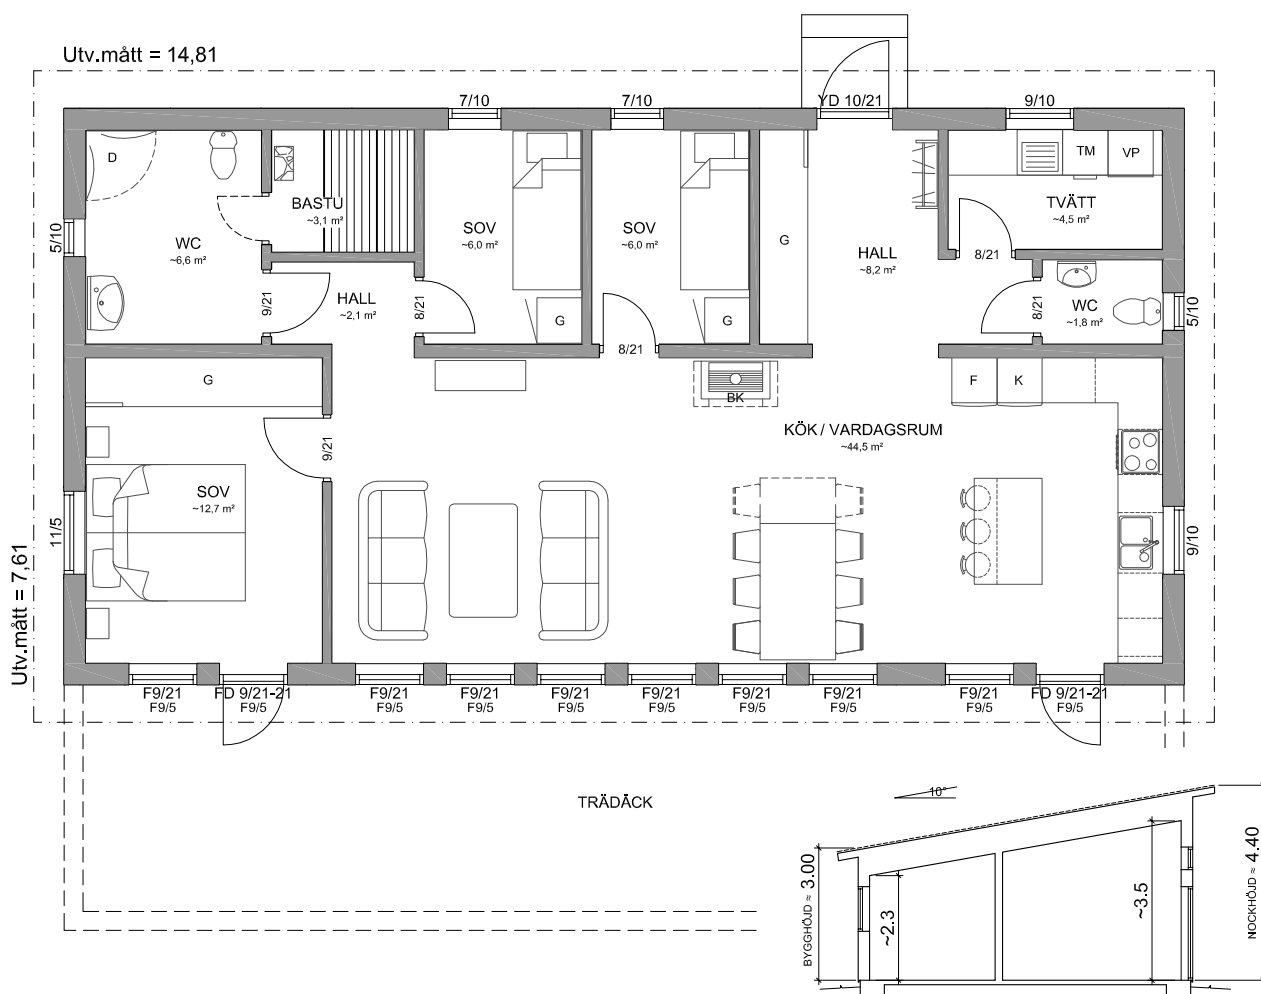 Utv.mått = 14,81
7/10
7/10
YD 10/21
9/10
D
TM
VP
BASTU
~3,1 m²
TVÄTT
~4,5 m²
5/10
WC
~6,6 m²
SOV
~6,0 m²
SOV
~6,0 m²
G
HALL
~8,2 m²
8/21
9/21
HALL
~2,1 m²
8/21
G
G
8/21
WC
~1,8 m²
5/10
8/21
G
BK
F
K
9/21
KÖK / VARDAGSRUM
~44,5 m²
SOV
~12,7 m²
11/5
9/10
Utv.mått = 7,61
F9/21
F9/5
FD 9/21-21
F9/5
F9/21
F9/5
F9/21
F9/5
F9/21
F9/5
F9/21
F9/5
F9/21
F9/5
F9/21
F9/5
F9/21
F9/5
FD 9/21-21
F9/5
TRÄDÄCK
10°
BYGGHÖJD ≈ 3.00
~2.3
~3.5
NOCKHÖJD ≈ 4.40